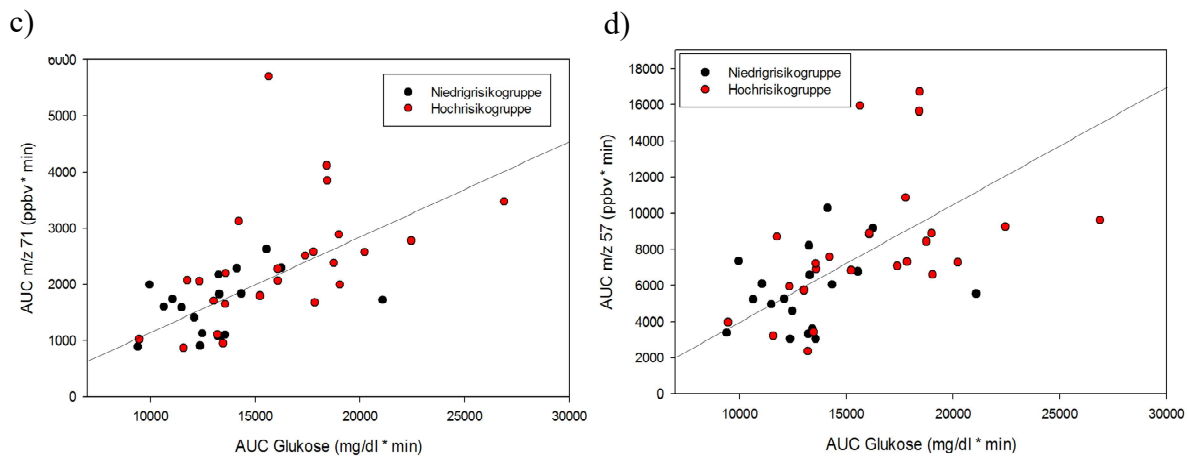 c)
6000
5000
4000
3000
2000
1000
0
AUC m/z 71 (ppbv * min)
Niedrigrisikogruppe
Hochrisikogruppe
10000 15000 20000 25000 30000
AUC Glukose (mg/dl * min)
d)
18000
16000
14000
12000
10000
8000
6000
4000
2000
0
AUC m/z 57 (ppbv * min)
Niedrigrisikogruppe
Hochrisikogruppe
10000 15000 20000 25000 30000
AUC Glukose (mg/dl * min)